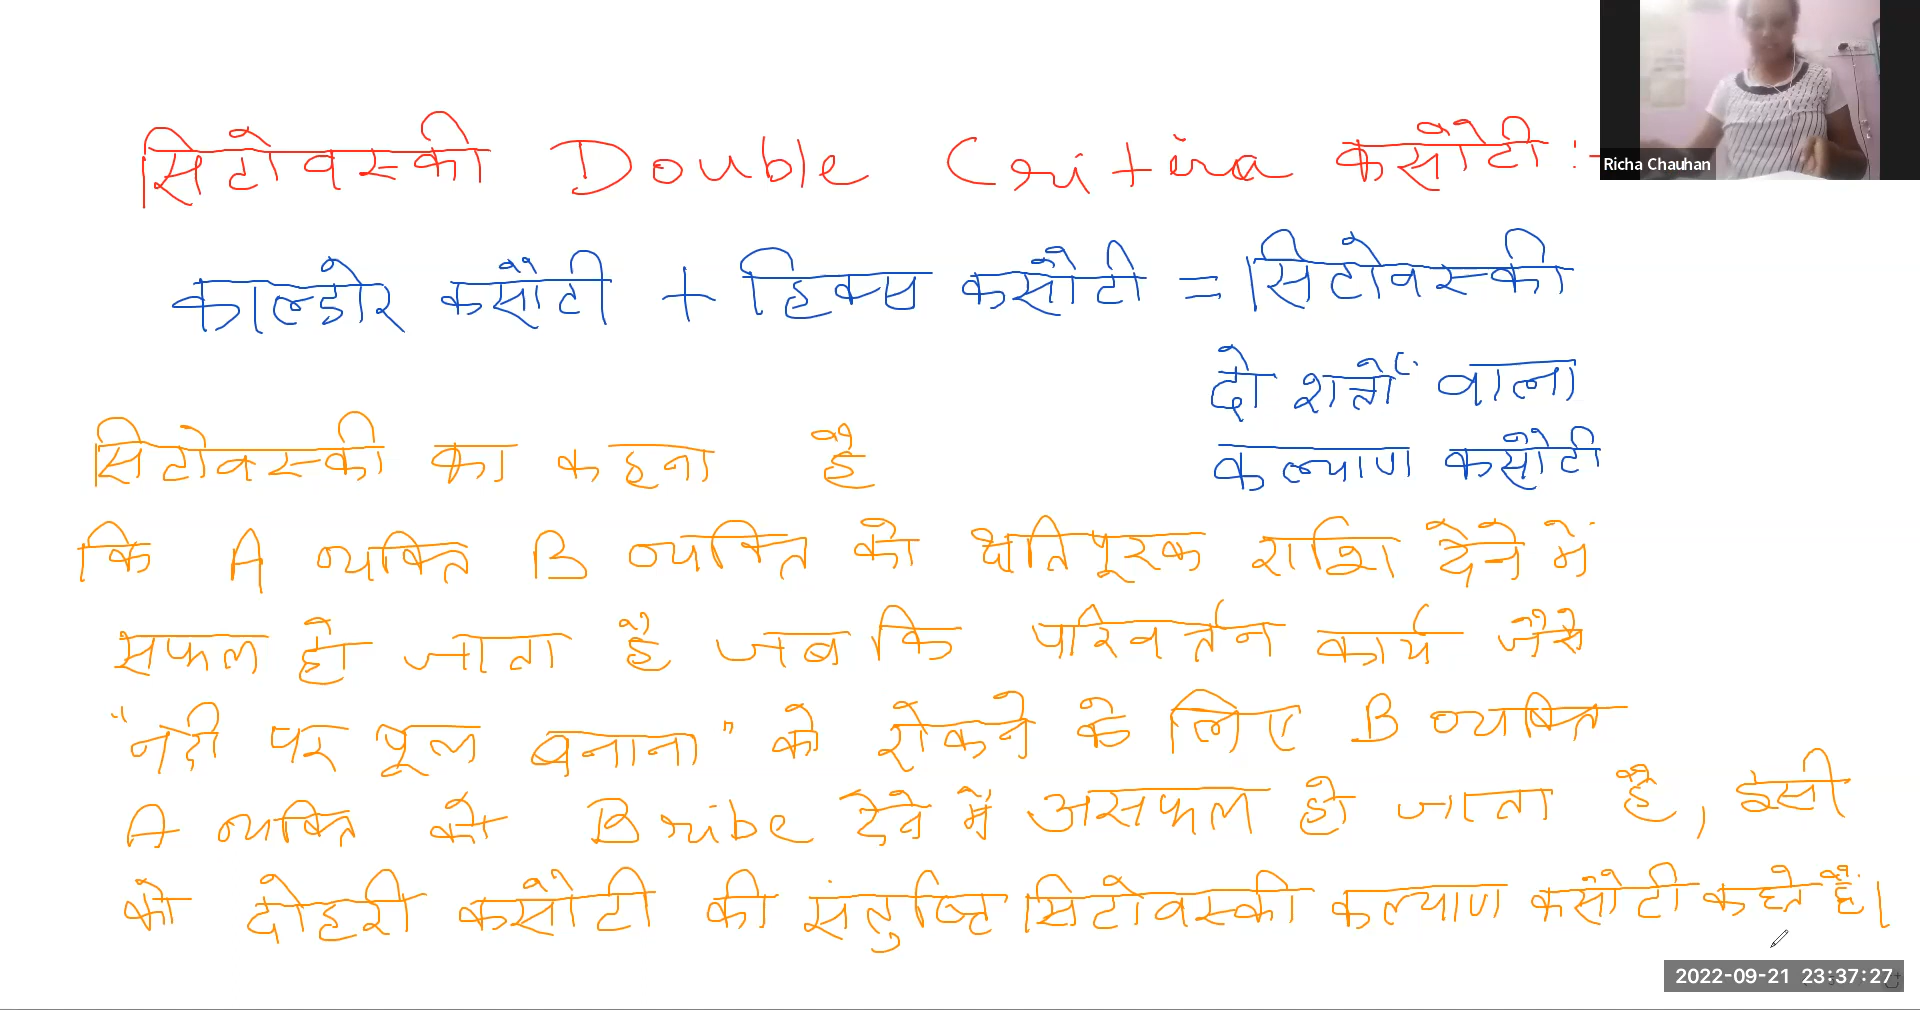 सिटोवस्की Double Critira कसौटी :-
Richa Chauhan
काल्डोर कसौटी + हिक्स कसौटी = सिटोवस्की
दो शर्तों वाला
कल्याण कसौटी
सिटोवस्की का कहना है
कि A व्यक्ति B व्यक्ति को क्षतिपूरक राशि देने में
सफल हो जाता है जब कि परिवर्तन कार्य जैसे
"नदी पर पूल बनाना" को रोकने के लिए B व्यक्ति
A व्यक्ति को Bribe देने में असफल हो जाता है, इसी
को दोहरी कसौटी की संतुष्टि सिटोवस्की कल्याण कसौटी कहते हैं।
2022-09-21 23:37:27